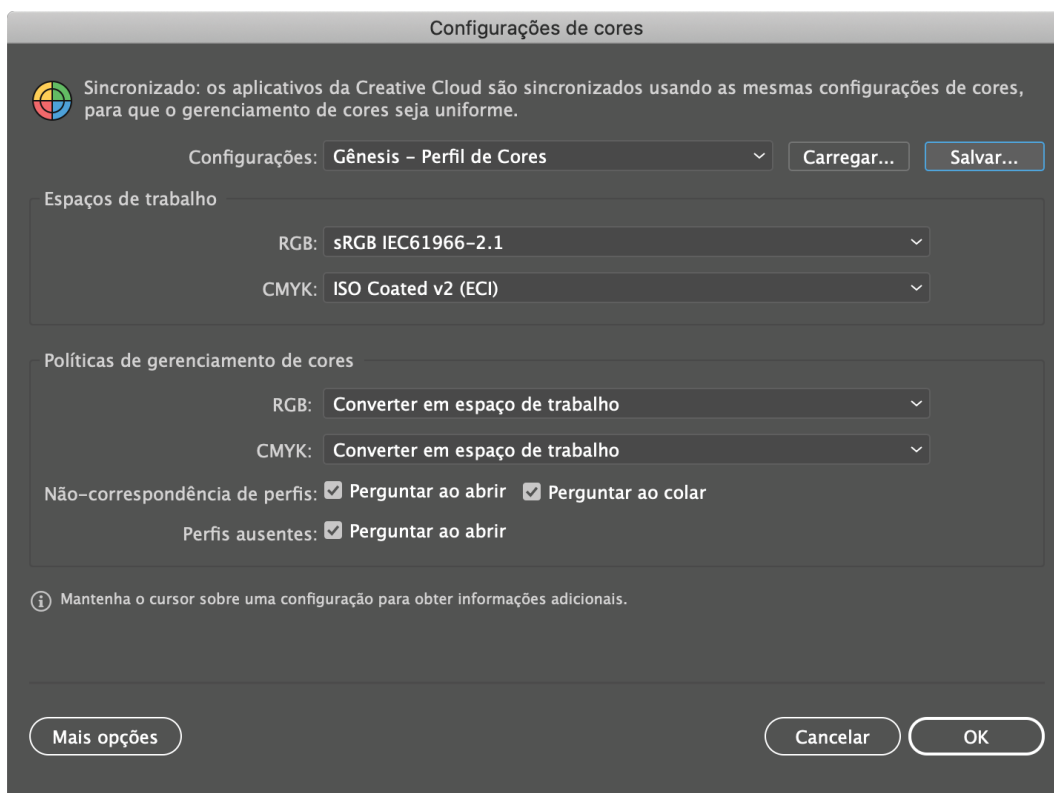 Configurações de cores
Sincronizado: os aplicativos da Creative Cloud são sincronizados usando as mesmas configurações de cores,
para que o gerenciamento de cores seja uniforme.
Configurações: Gênesis – Perfil de Cores Carregar... Salvar...
Espaços de trabalho
RGB: sRGB IEC61966-2.1
CMYK: ISO Coated v2 (ECI)
Políticas de gerenciamento de cores
RGB: Converter em espaço de trabalho
CMYK: Converter em espaço de trabalho
Não-correspondência de perfis: Perguntar ao abrir Perguntar ao colar
Perfis ausentes: Perguntar ao abrir
Mantenha o cursor sobre uma configuração para obter informações adicionais.
Mais opções Cancelar OK